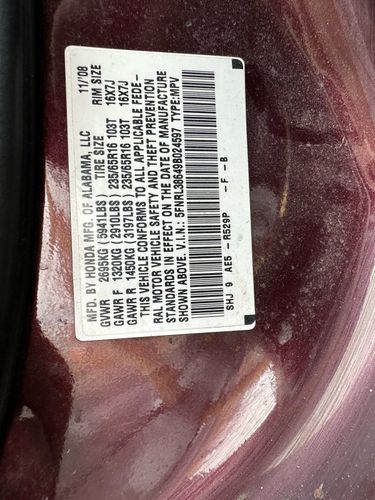 MFD. BY HONDA MFG. OF ALABAMA, LLC 11/'08
TIRE SIZE RIM SIZE
GVWR 2695KG (5941LBS)
GAWR F 1320KG (2910LBS) 235/65R16 103T 16X7J
GAWR R 1450KG (3197LBS) 235/65R16 103T 16X7J
THIS VEHICLE CONFORMS TO ALL APPLICABLE FEDE-
RAL MOTOR VEHICLE SAFETY AND THEFT PREVENTION
STANDARDS IN EFFECT ON THE DATE OF MANUFACTURE
SHOWN ABOVE. V.I.N.: 5FNRL38649B024597 TYPE:MPV
SHJ 9 AE5 - R529P - F - B